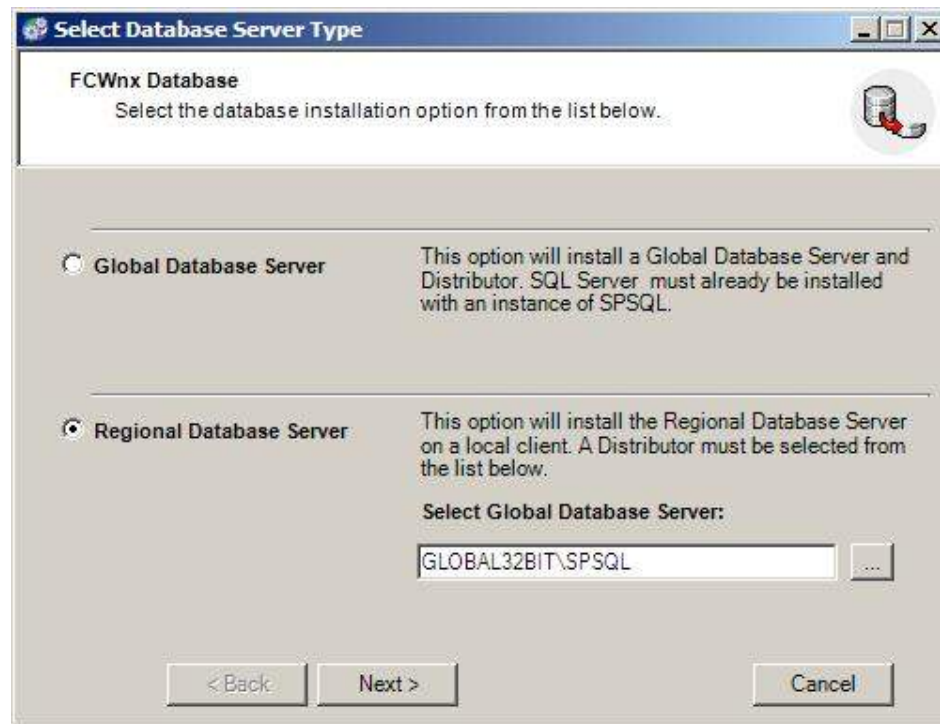 Select Database Server Type
FCWnx Database
Select the database installation option from the list below.
Global Database Server
This option will install a Global Database Server and
Distributor. SQL Server must already be installed
with an instance of SPSQL.
Regional Database Server
This option will install the Regional Database Server
on a local client. A Distributor must be selected from
the list below.
Select Global Database Server:
GLOBAL32BIT\SPSQL
...
< Back
Next >
Cancel